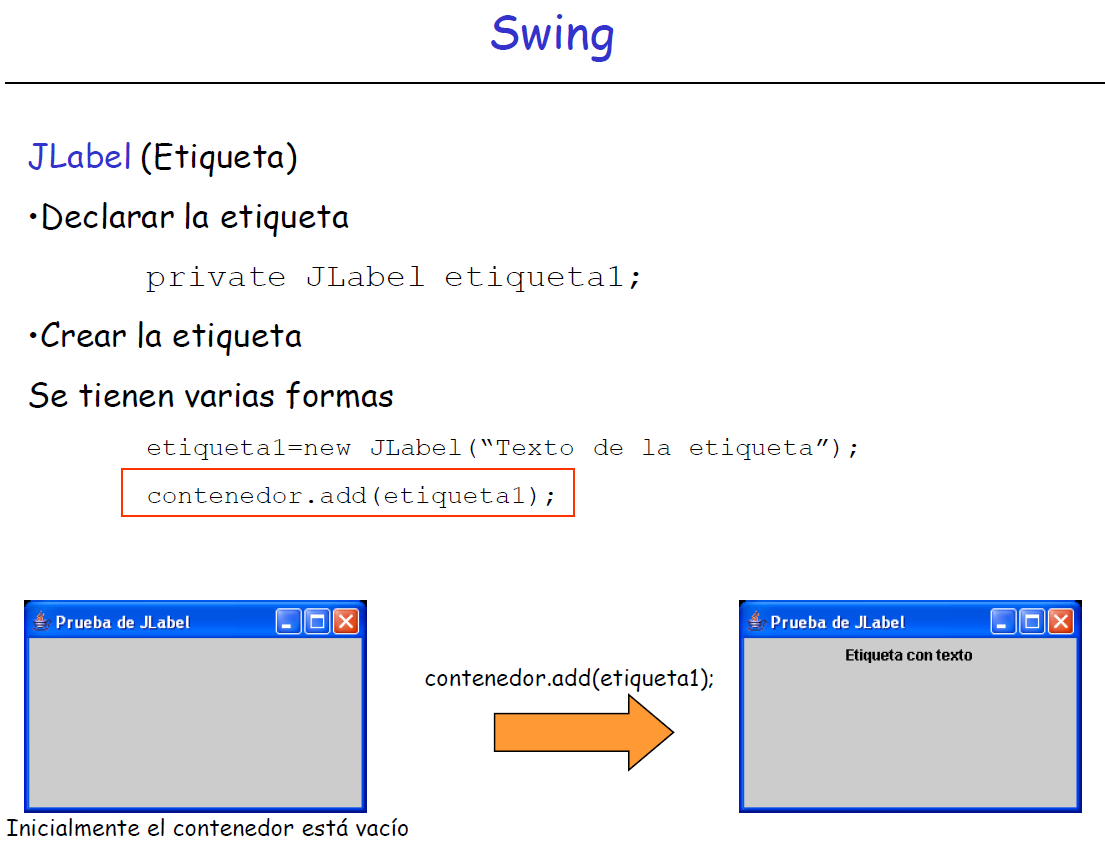 Swing
JLabel (Etiqueta)
•Declarar la etiqueta
private JLabel etiqueta1;
•Crear la etiqueta
Se tienen varias formas
etiqueta1=new JLabel(“Texto de la etiqueta”);
contenedor.add(etiqueta1);
Prueba de JLabel
contenedor.add(etiqueta1);
Prueba de JLabel
Etiqueta con texto
Inicialmente el contenedor está vacío